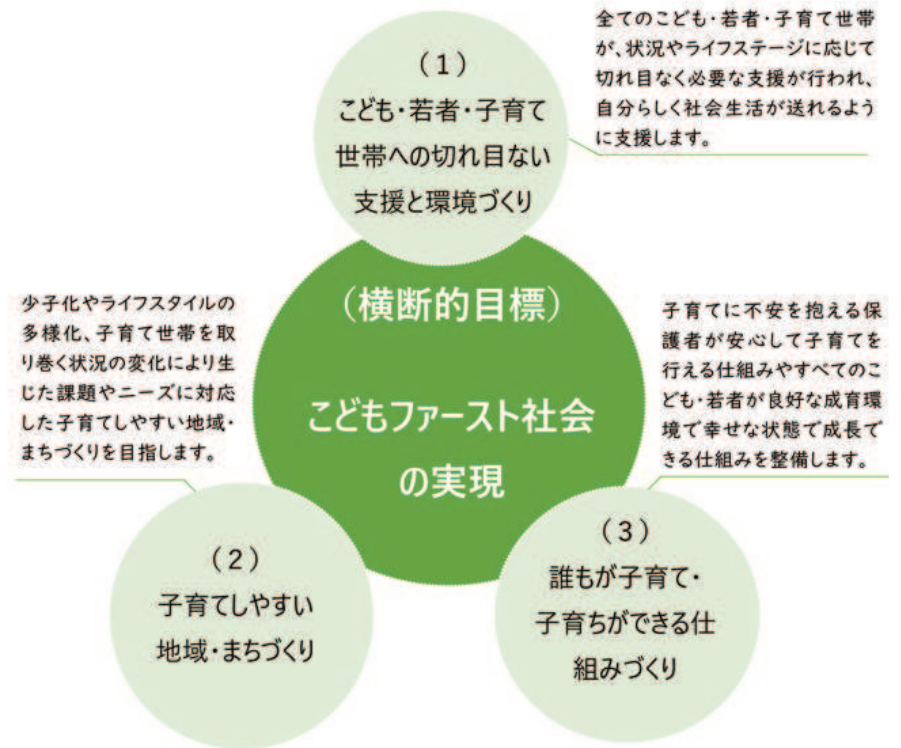 (1)
こども・若者・子育て
世帯への切れ目ない
支援と環境づくり
全てのこども・若者・子育て世帯
が、状況やライフステージに応じて
切れ目なく必要な支援が行われ、
自分らしく社会生活が送れるよう
に支援します。
(横断的目標)
こどもファースト社会
の実現
少子化やライフスタイルの
多様化、子育て世帯を取
り巻く状況の変化により生
じた課題やニーズに対応
した子育てしやすい地域・
まちづくりを目指します。
(2)
子育てしやすい
地域・まちづくり
子育てに不安を抱える保
護者が安心して子育てを
行える仕組みやすべてのこ
ども・若者が良好な成育環
境で幸せな状態で成長で
きる仕組みを整備します。
(3)
誰もが子育て・
子育ちができる仕
組みづくり